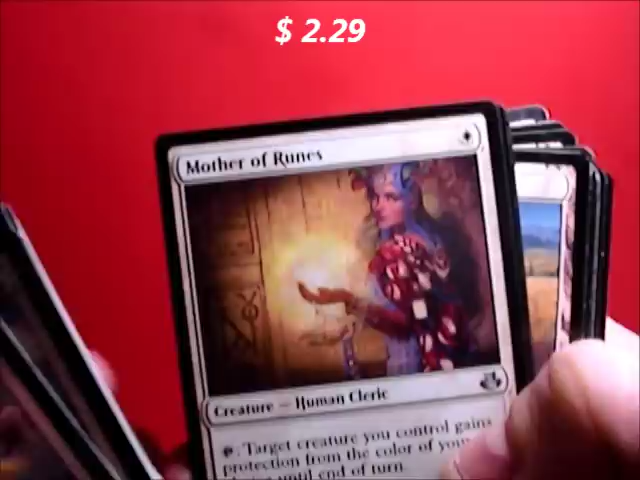 $ 2.29
Mother of Runes
Creature — Human Cleric
: Target creature you control gains
protection from the color of your
until end of turn.